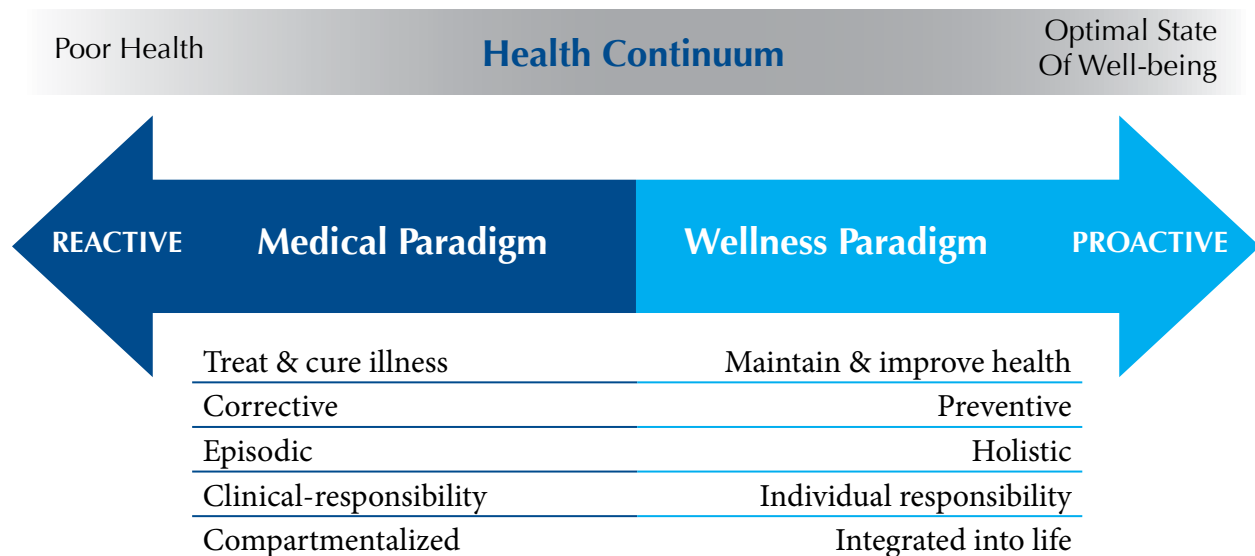 Poor Health
Health Continuum
Optimal State
Of Well-being
REACTIVE
Medical Paradigm
Wellness Paradigm
PROACTIVE
Treat & cure illness
Maintain & improve health
Corrective
Preventive
Episodic
Holistic
Clinical-responsibility
Individual responsibility
Compartmentalized
Integrated into life